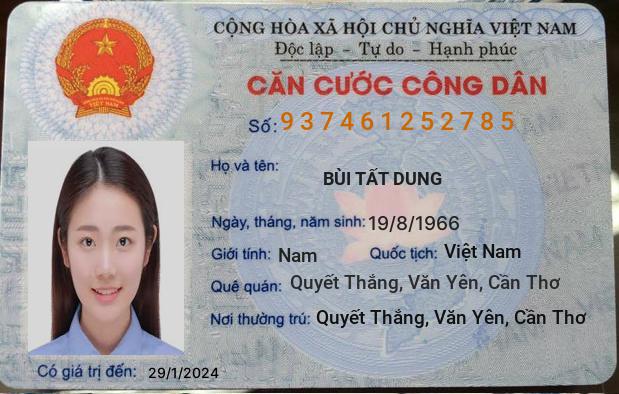 CỘNG HÒA XÃ HỘI CHỦ NGHĨA VIỆT NAM
Độc lập - Tự do - Hạnh phúc
CĂN CƯỚC CÔNG DÂN
Số: 937461252785
Họ và tên:
BÙI TẤT DUNG
Ngày, tháng, năm sinh: 19/8/1966
Giới tính: Nam Quốc tịch: Việt Nam
Quê quán: Quyết Thắng, Văn Yên, Cần Thơ
Nơi thường trú: Quyết Thắng, Văn Yên, Cần Thơ
Có giá trị đến: 29/1/2024